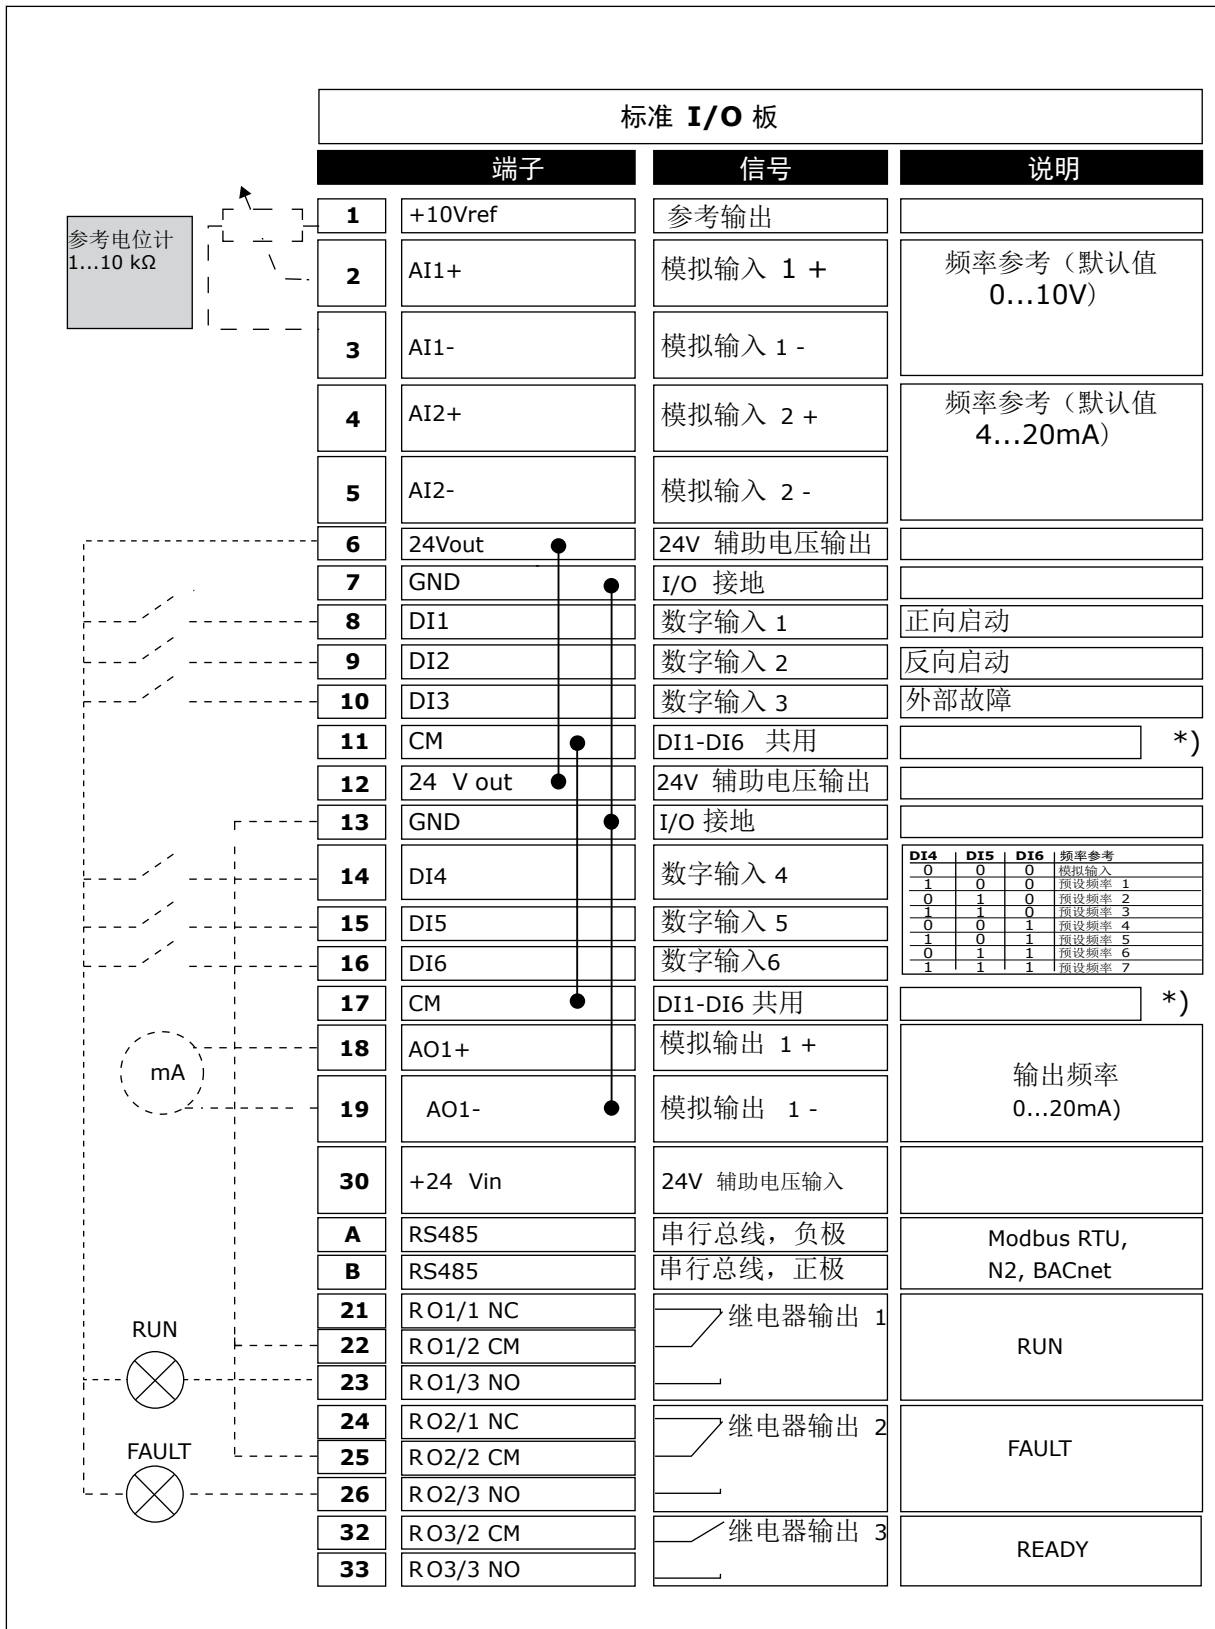 标准 I/O 板
端子 信号 说明
参考电位计
1...10 kΩ
1 +10Vref 参考输出
2 AI1+ 模拟输入 1 + 频率参考（默认值
0...10V）
3 AI1- 模拟输入 1 -
4 AI2+ 模拟输入 2 + 频率参考（默认值
4...20mA）
5 AI2- 模拟输入 2 -
6 24Vout 24V 辅助电压输出
7 GND I/O 接地
8 DI1 数字输入 1 正向启动
9 DI2 数字输入 2 反向启动
10 DI3 数字输入 3 外部故障
11 CM DI1-DI6 共用 *)
12 24 V out 24V 辅助电压输出
13 GND I/O 接地
14 DI4 数字输入 4
15 DI5 数字输入 5
16 DI6 数字输入6
DI4 DI5 DI6 频率参考
0 0 0 模拟输入
1 0 0 预设频率 1
0 1 0 预设频率 2
1 1 0 预设频率 3
0 0 1 预设频率 4
1 0 1 预设频率 5
0 1 1 预设频率 6
1 1 1 预设频率 7
17 CM DI1-DI6 共用 *)
mA
18 AO1+ 模拟输出 1 + 输出频率
0...20mA)
19 AO1- 模拟输出 1 -
30 +24 Vin 24V 辅助电压输入
A RS485 串行总线，负极 Modbus RTU,
B RS485 串行总线，正极 N2, BACnet
21 RO1/1 NC 继电器输出 1
RUN
22 RO1/2 CM RUN
23 RO1/3 NO
24 RO2/1 NC 继电器输出 2
FAULT
25 RO2/2 CM FAULT
26 RO2/3 NO
32 RO3/2 CM 继电器输出 3 READY
33 RO3/3 NO